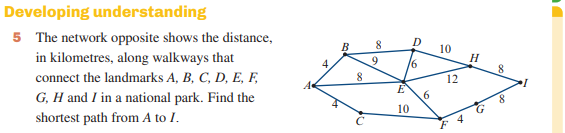 Developing understanding
5 The network opposite shows the distance,
in kilometres, along walkways that
connect the landmarks A, B, C, D, E, F,
G, H and I in a national park. Find the
shortest path from A to I.
B 8 D 10 H
4 9 6 8
A 8 E 12 I
4 6 8
10 G
C F 4